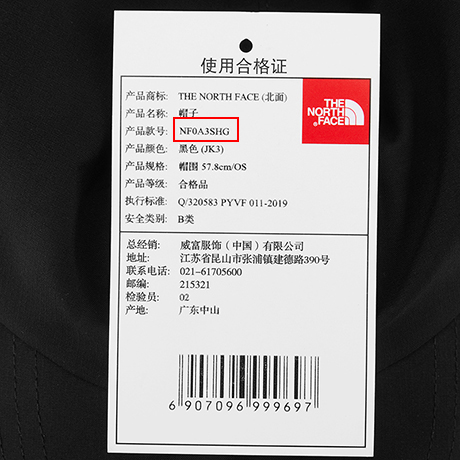 使用合格证
产品商标: THE NORTH FACE (北面)
产品名称: 帽子
产品款号: NF0A3SHG
产品颜色: 黑色 (JK3)
产品规格: 帽围 57.8cm/OS
产品等级: 合格品
执行标准: Q/320583 PYVF 011-2019
安全类别: B类
THE
NORTH
FACE
总经销: 威富服饰（中国）有限公司
地址: 江苏省昆山市张浦镇建德路390号
联系电话: 021-61705600
邮编: 215321
检验员: 02
产地: 广东中山
6 907096 999697